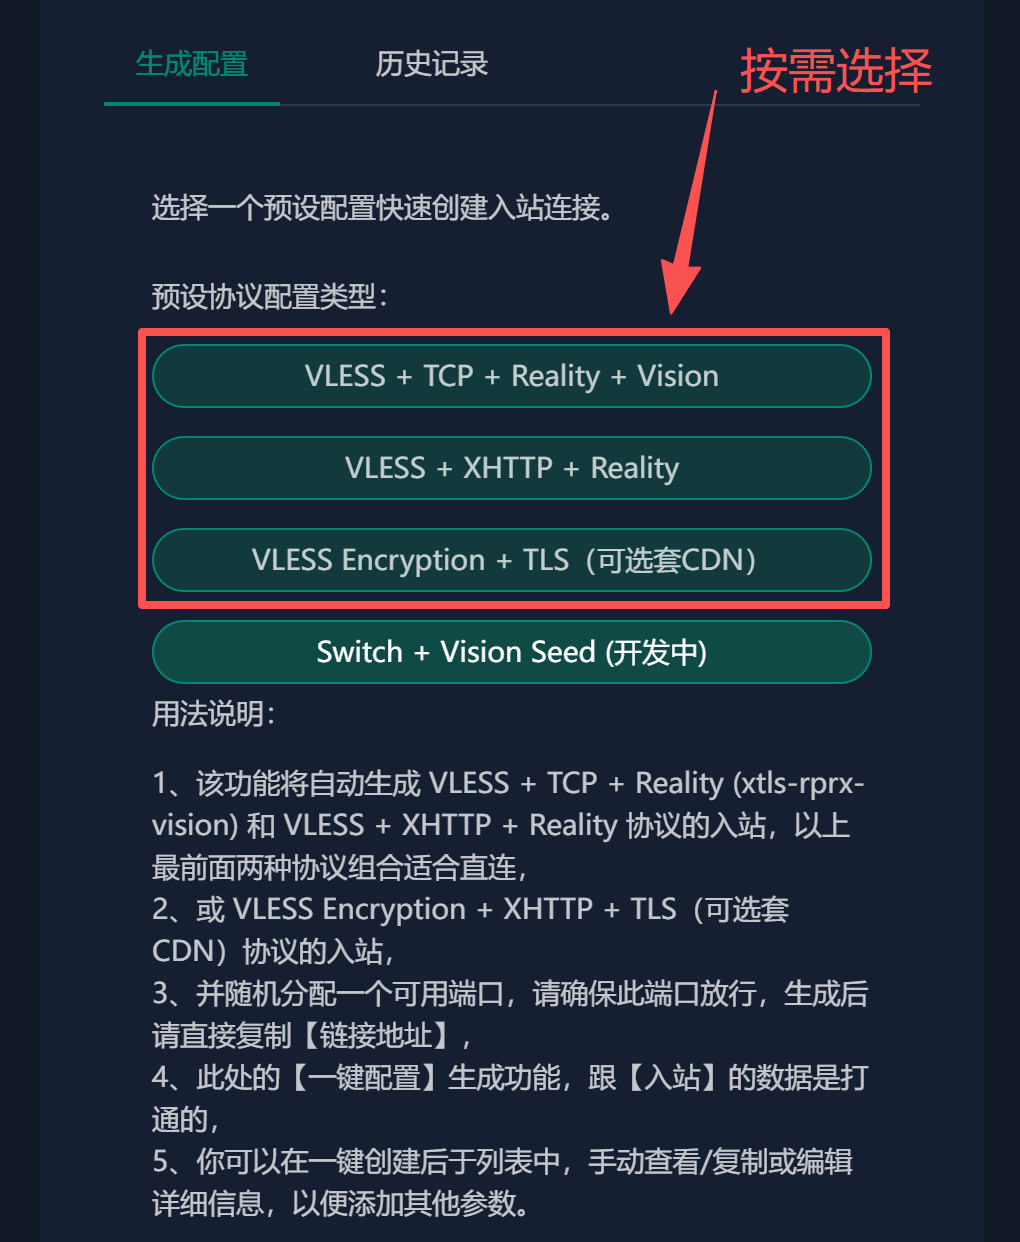 生成配置
历史记录
按需选择
选择一个预设配置快速创建入站连接。
预设协议配置类型：
VLESS + TCP + Reality + Vision
VLESS + XHTTP + Reality
VLESS Encryption + TLS（可选套CDN）
Switch + Vision Seed (开发中)
用法说明：
1、该功能将自动生成 VLESS + TCP + Reality (xtls-rprx-
vision) 和 VLESS + XHTTP + Reality 协议的入站，以上
最前面两种协议组合适合直连，
2、或 VLESS Encryption + XHTTP + TLS（可选套
CDN）协议的入站，
3、并随机分配一个可用端口，请确保此端口放行，生成后
请直接复制【链接地址】，
4、此处的【一键配置】生成功能，跟【入站】的数据是打
通的，
5、你可以在一键创建后于列表中，手动查看/复制或编辑
详细信息，以便添加其他参数。